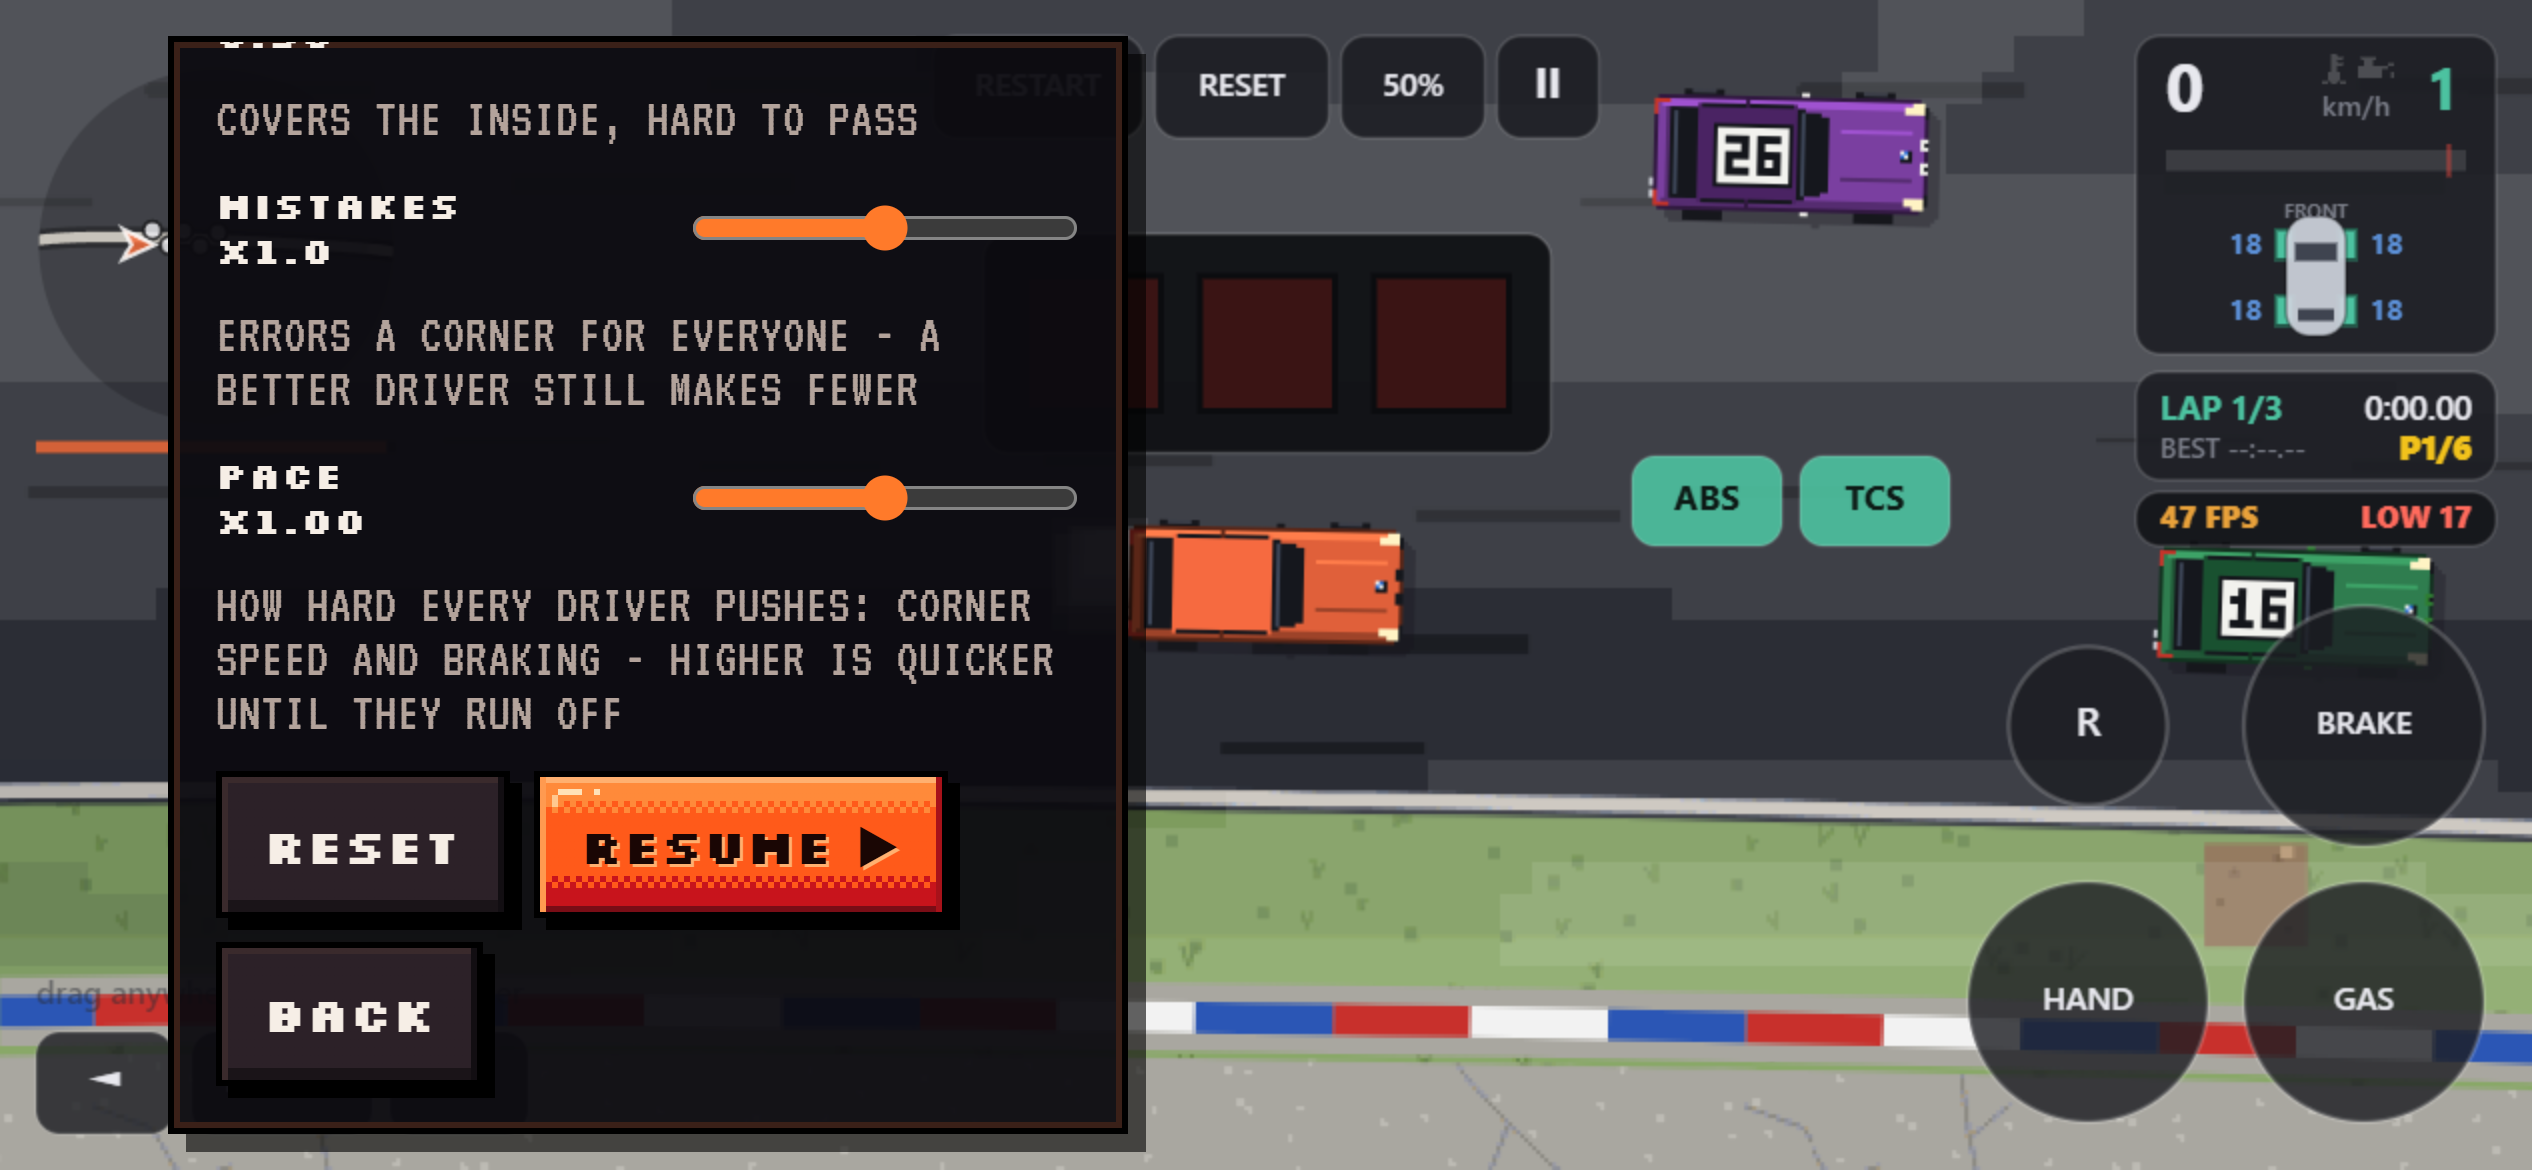 COVERS THE INSIDE, HARD TO PASS
MISTAKES
X1.0
ERRORS A CORNER FOR EVERYONE - A
BETTER DRIVER STILL MAKES FEWER
PACE
X1.00
HOW HARD EVERY DRIVER PUSHES: CORNER
SPEED AND BRAKING - HIGHER IS QUICKER
UNTIL THEY RUN OFF
RESET
RESUME
BACK
RESTART
RESET
50%
26
0
km/h
1
FRONT
18 18
18 18
LAP 1/3 0:00.00
BEST --:--.-- P1/6
47 FPS LOW 17
ABS
TCS
16
R
BRAKE
HAND
GAS
drag